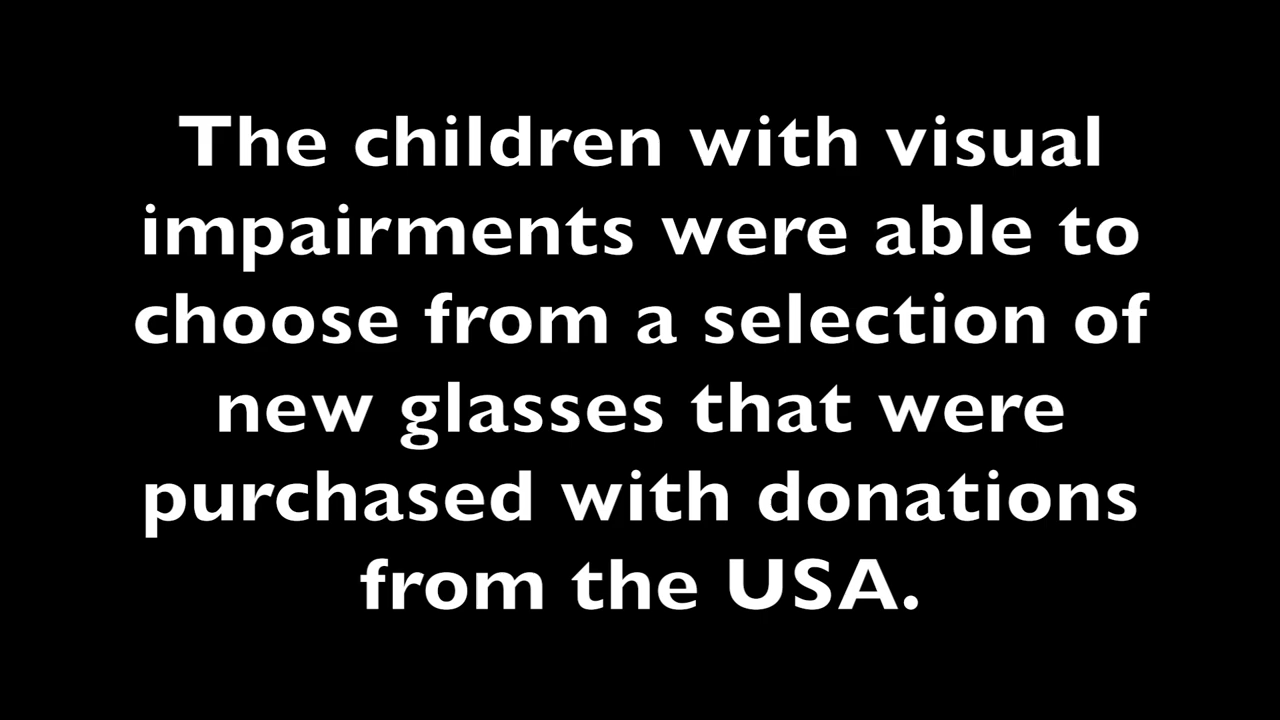 The children with visual
impairments were able to
choose from a selection of
new glasses that were
purchased with donations
from the USA.